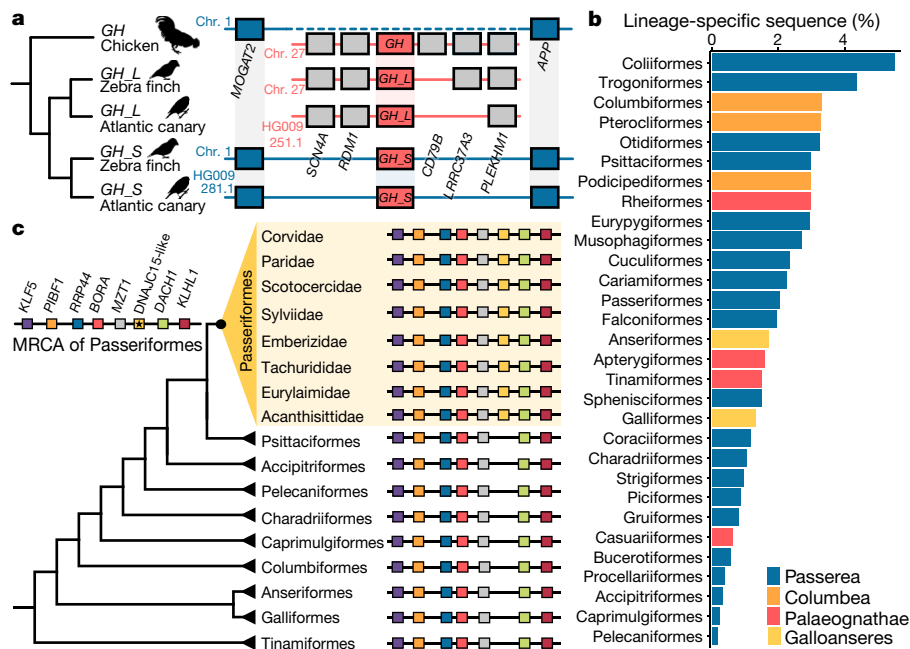 a
GH
Chicken
GH_L
Zebra finch
GH_L
Atlantic canary
GH_S
Zebra finch
GH_S
Atlantic canary
Chr. 1
MOGAT2
APP
Chr. 27
GH
Chr. 27
GH_L
HG009
251.1
GH_L
SCN4A
RDM1
CD79B
LRRC37A3
PLEKHM1
Chr. 1
GH_S
HG009
281.1
GH_S
b
Lineage-specific sequence (%)
0
2
4
Coliiformes
Trogoniformes
Columbiformes
Pterocliformes
Otidiformes
Psittaciformes
Podicipediformes
Rheiformes
Eurypygiformes
Musophagiformes
Cuculiformes
Cariamiformes
Passeriformes
Falconiformes
Anseriformes
Apterygiformes
Tinamiformes
Sphenisciformes
Galliformes
Coraciiformes
Charadriiformes
Strigiformes
Piciformes
Gruiformes
Casuariiformes
Bucerotiformes
Procellariiformes
Accipitriformes
Caprimulgiformes
Pelecaniformes
Passerea
Columbea
Palaeognathae
Galloanseres
c
KLF5
PIBF1
RRP44
BORA
MZT1
DNAJC15-like
DACH1
KLHL1
MRCA of Passeriformes
Passeriformes
Corvidae
Paridae
Scotocercidae
Sylviidae
Emberizidae
Tachurididae
Eurylaimidae
Acanthisittidae
Psittaciformes
Accipitriformes
Pelecaniformes
Charadriiformes
Caprimulgiformes
Columbiformes
Anseriformes
Galliformes
Tinamiformes